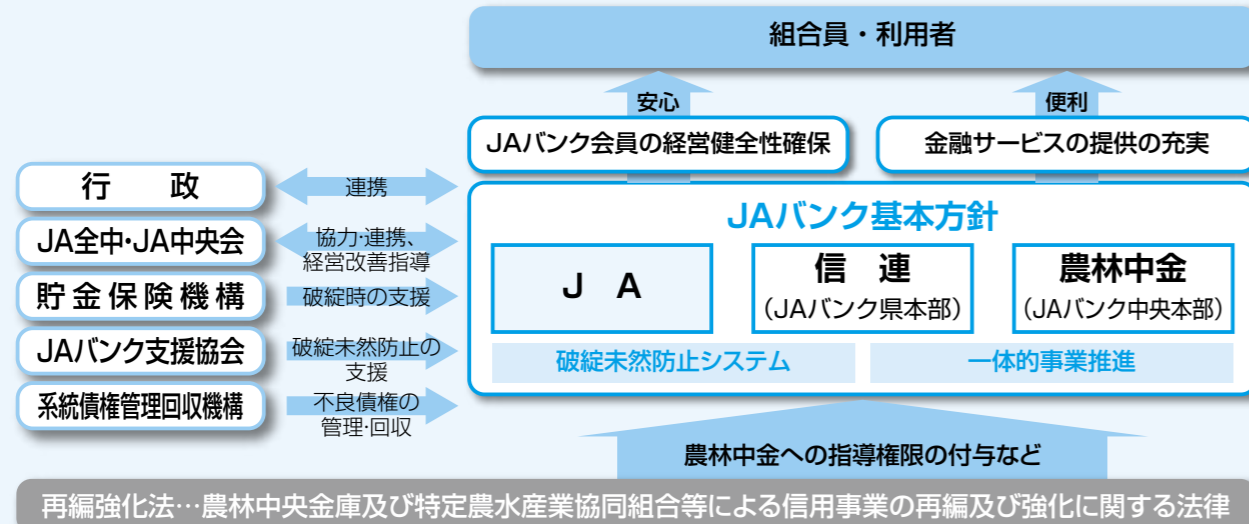 組合員・利用者
安心
便利
JAバンク会員の経営健全性確保
金融サービスの提供の充実
行　政
連携
JA全中・JA中央会
協力・連携、
経営改善指導
貯金保険機構
破綻時の支援
JAバンク支援協会
破綻未然防止の
支援
系統債権管理回収機構
不良債権の
管理・回収
JAバンク基本方針
J A
信 連
（JAバンク県本部）
農林中金
（JAバンク中央本部）
破綻未然防止システム
一体的事業推進
農林中金への指導権限の付与など
再編強化法…農林中央金庫及び特定農水産業協同組合等による信用事業の再編及び強化に関する法律